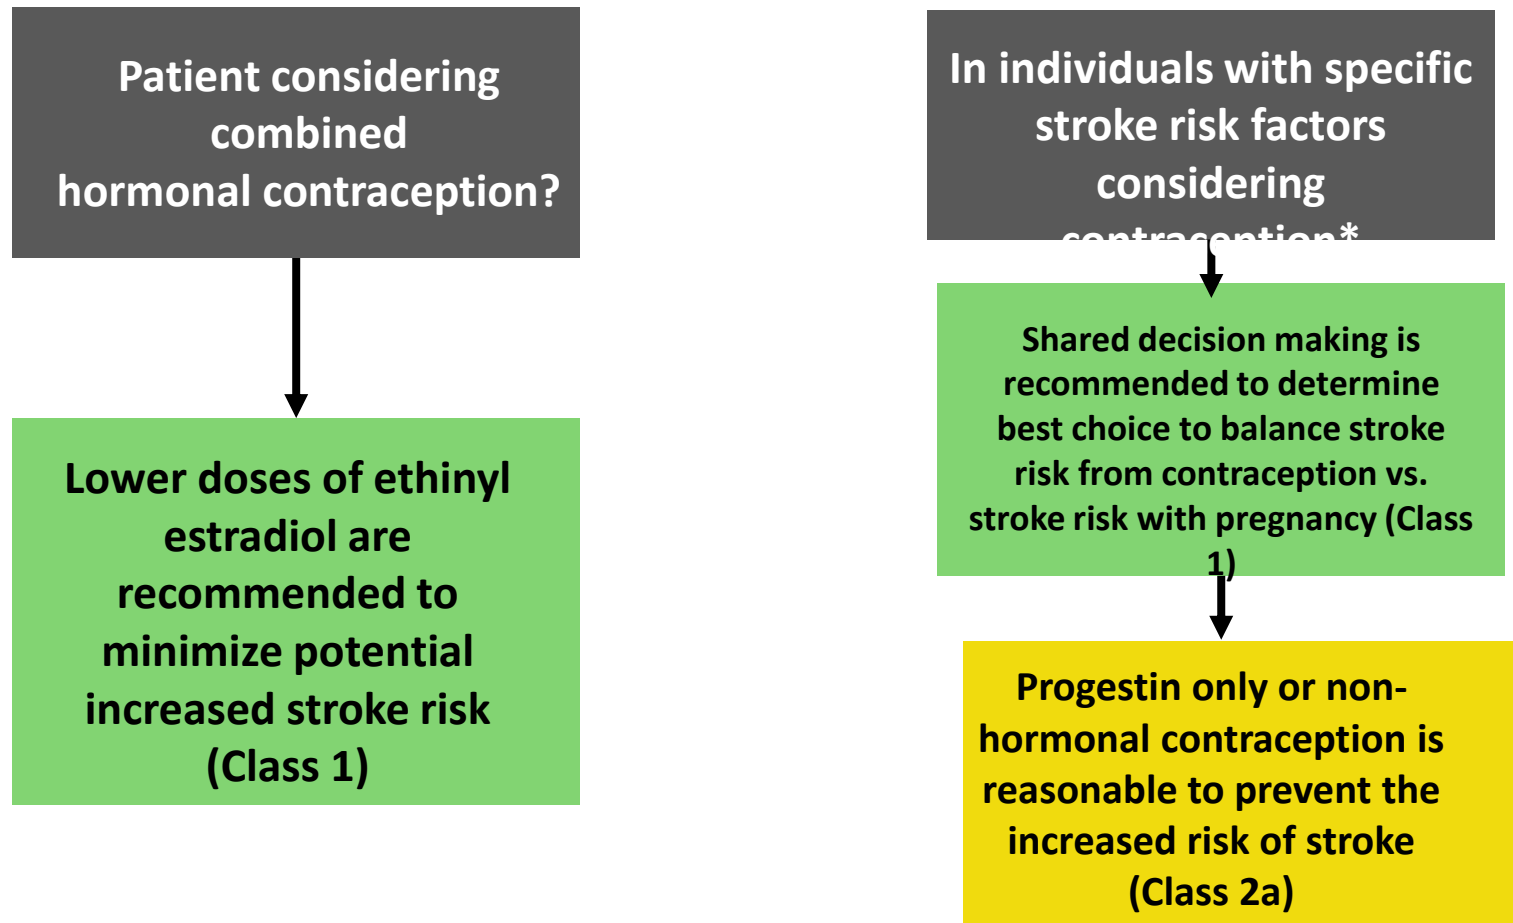 Patient considering
combined
hormonal contraception?
Lower doses of ethinyl
estradiol are
recommended to
minimize potential
increased stroke risk
(Class 1)
In individuals with specific
stroke risk factors
considering
contraception*
Shared decision making is
recommended to determine
best choice to balance stroke
risk from contraception vs.
stroke risk with pregnancy (Class
1)
Progestin only or non-
hormonal contraception is
reasonable to prevent the
increased risk of stroke
(Class 2a)